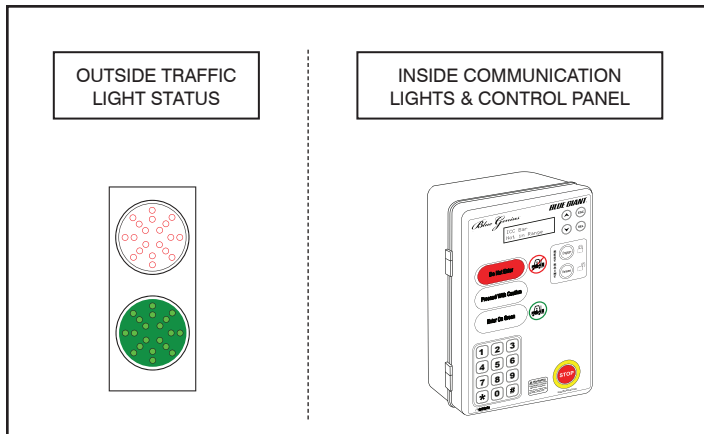 OUTSIDE TRAFFIC
LIGHT STATUS
INSIDE COMMUNICATION
LIGHTS & CONTROL PANEL
Blue Genius
BLUE GIANT
ICC Bar
Not in Range
Do Not Enter
Proceed With Caution
Enter On Green
1 2 3
4 5 6
7 8 9
* 0 #
STOP